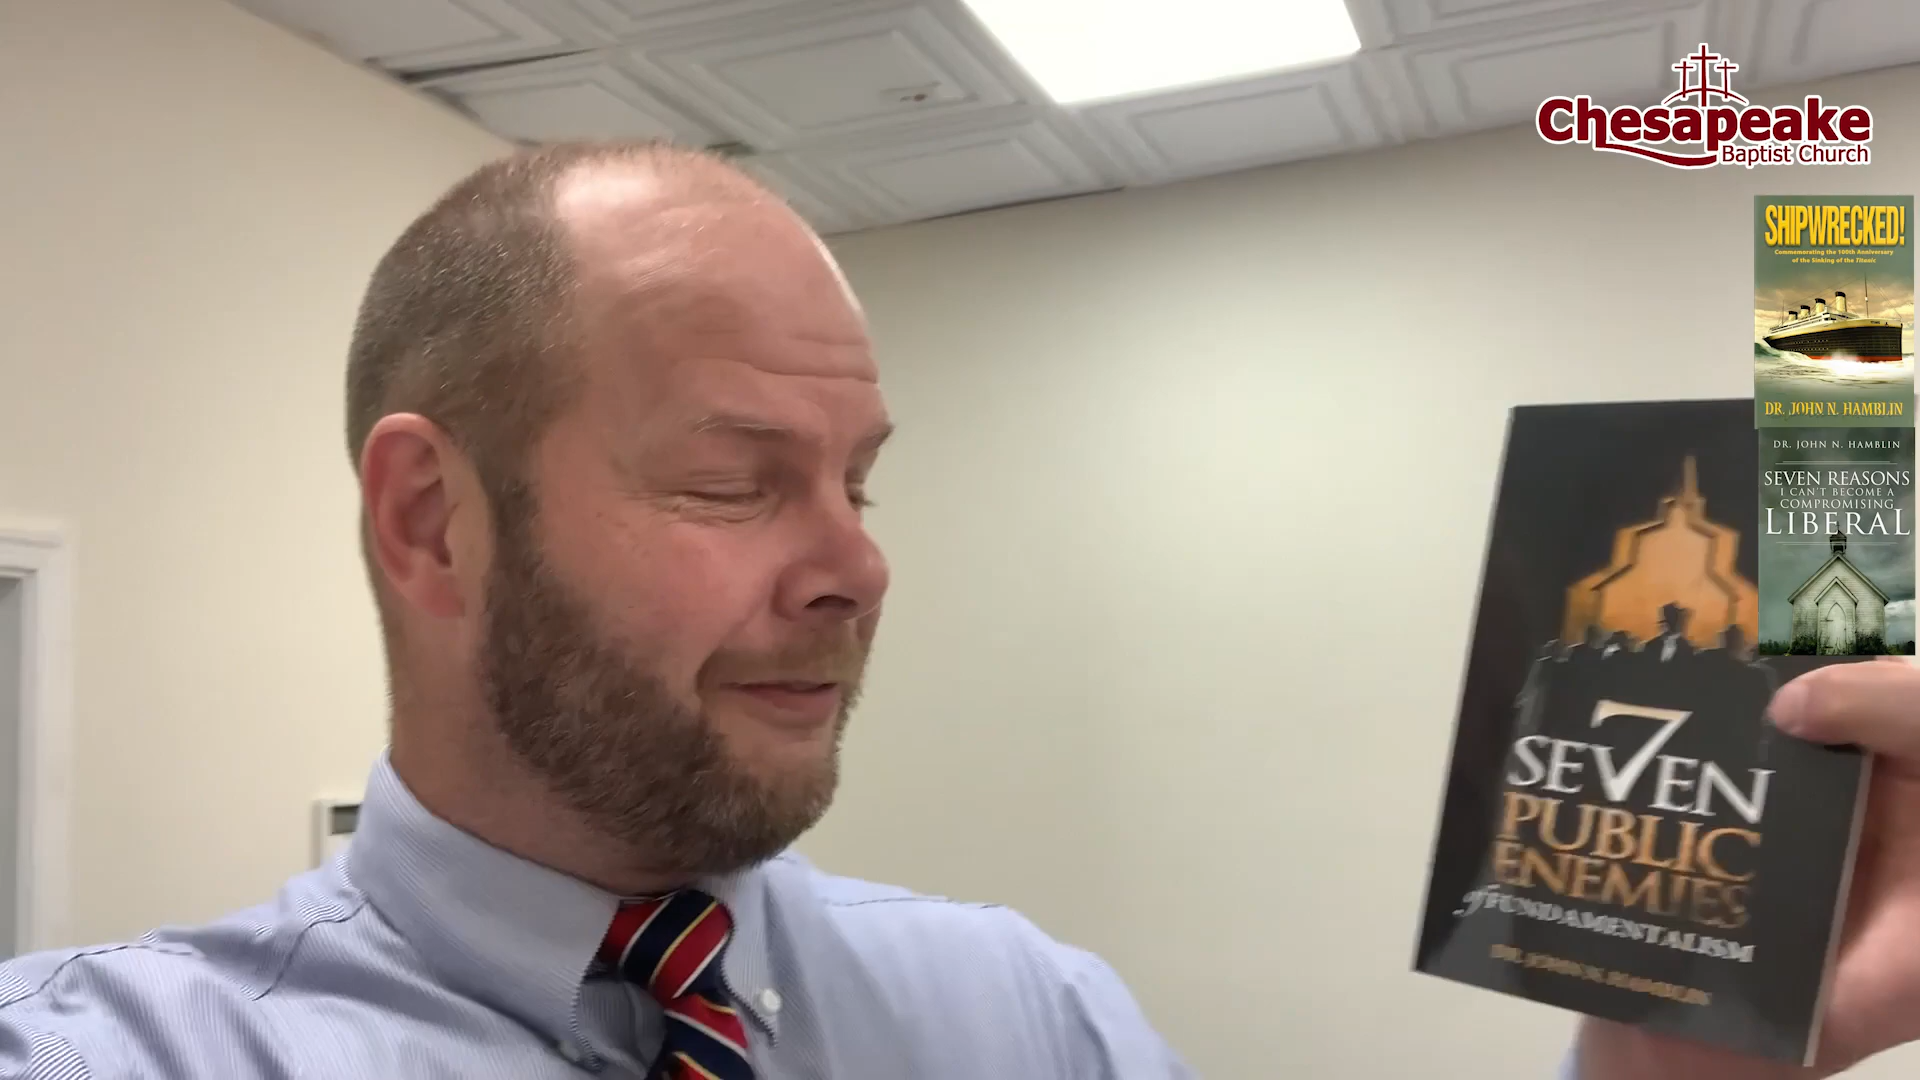 Chesapeake
Baptist Church
SHIPWRECKED!
Commemorating the 100th Anniversary
of the Sinking of the Titanic
DR. JOHN N. HAMBLIN
DR. JOHN N. HAMBLIN
SEVEN REASONS
I CAN'T BECOME A
COMPROMISING
LIBERAL
7
SEVEN
PUBLIC
ENEMIES
of FUNDAMENTALISM
DR. JOHN N. HAMBLIN